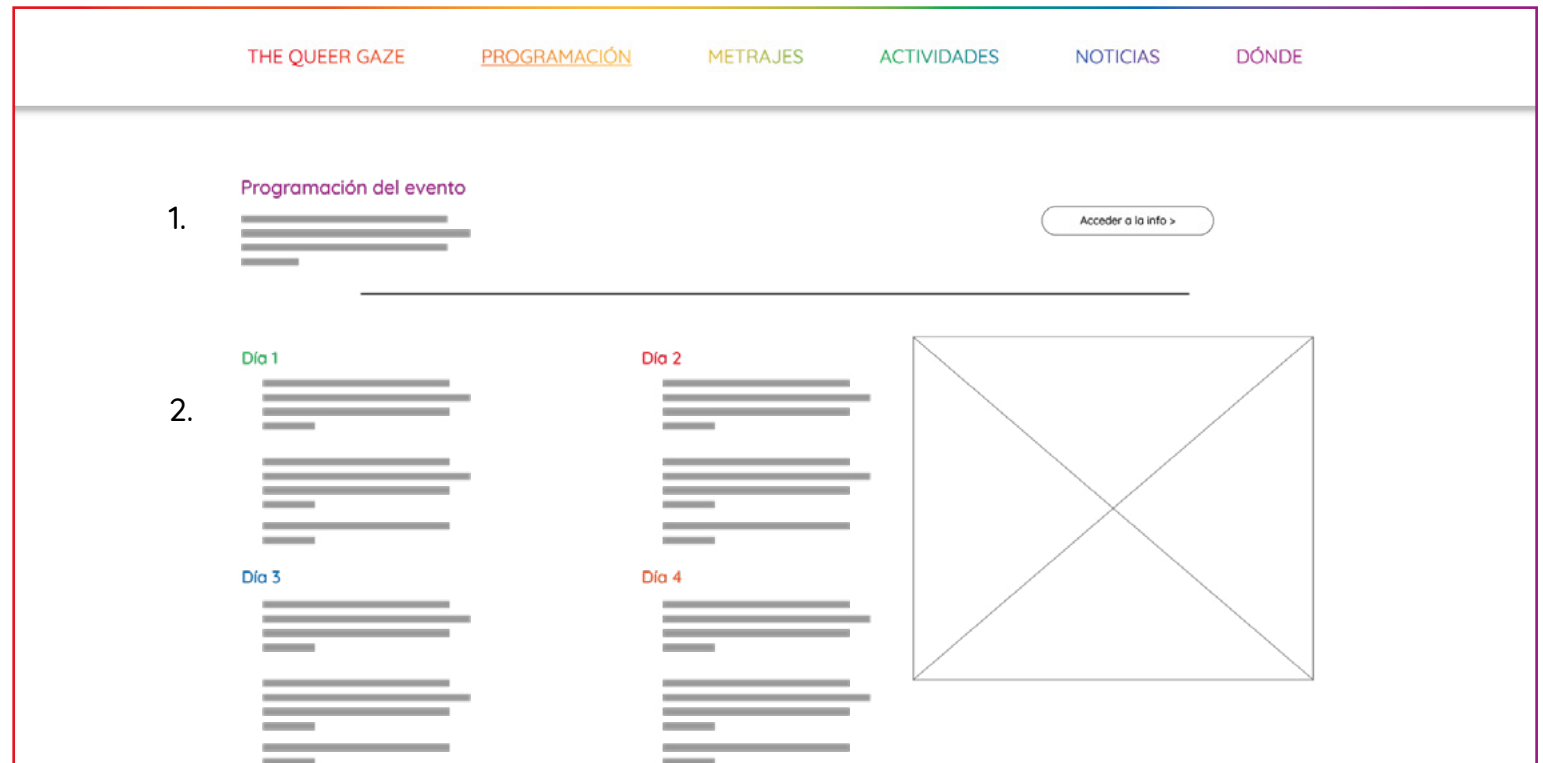 THE QUEER GAZE PROGRAMACIÓN METRAJES ACTIVIDADES NOTICIAS DÓNDE
Programación del evento
1.
Acceder a la info >
Día 1
Día 2
2.
Día 3
Día 4